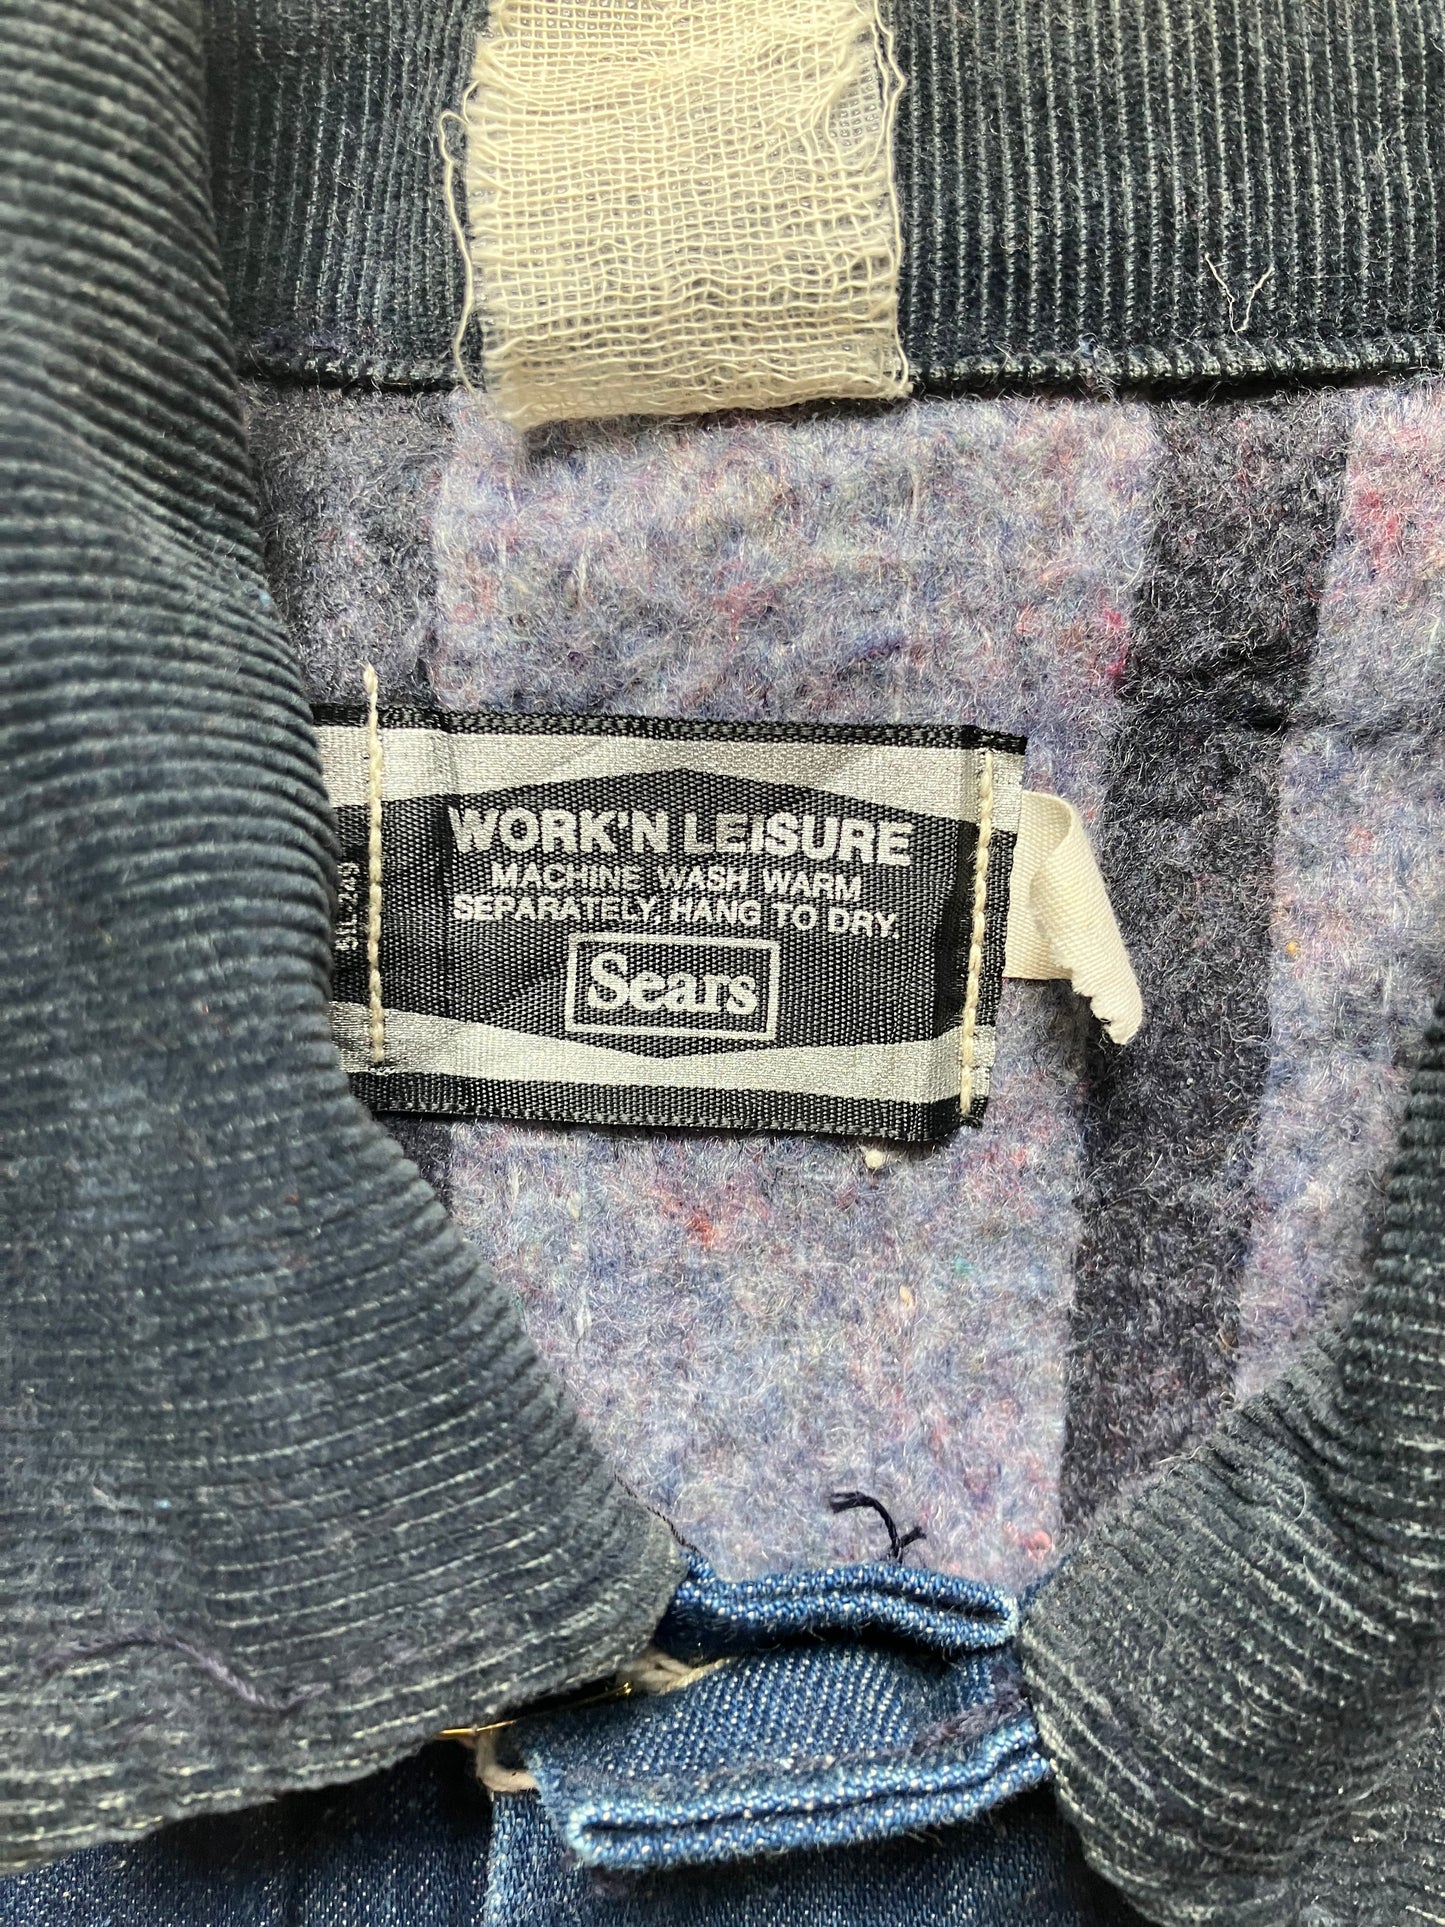 WORK'N LEISURE
MACHINE WASH WARM
SEPARATELY, HANG TO DRY.
Sears